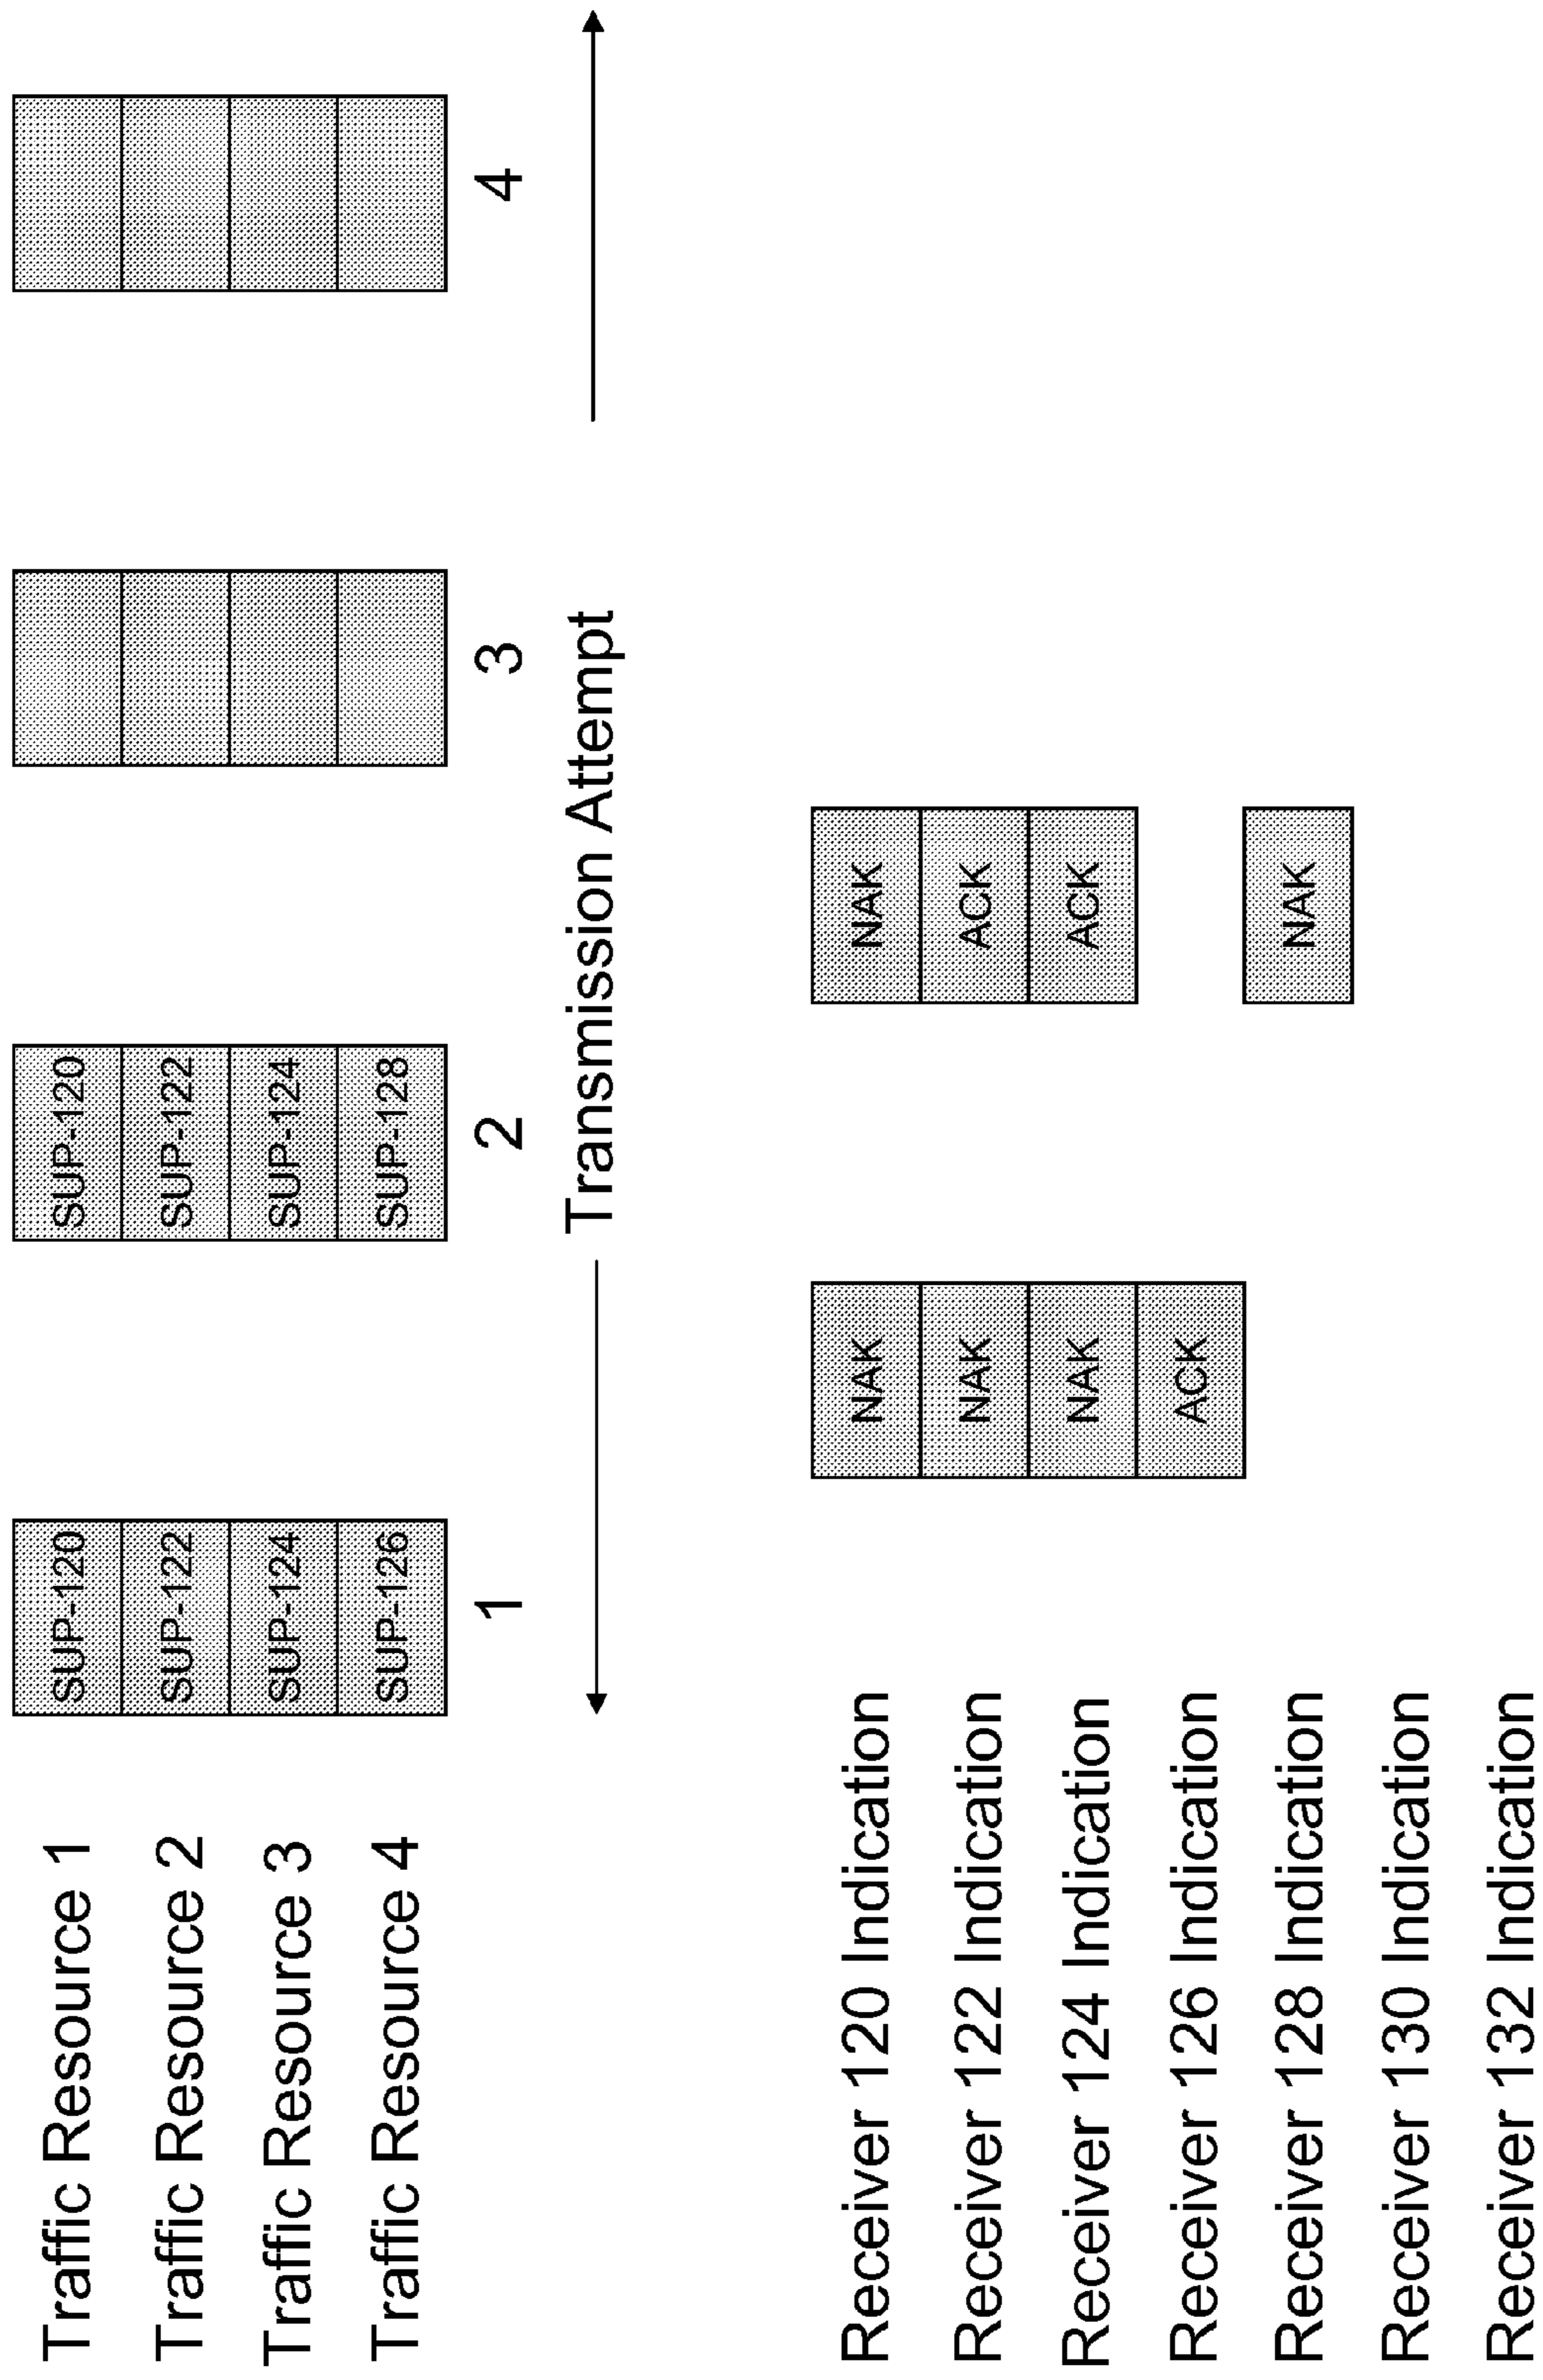 Traffic Resource 1
Traffic Resource 2
Traffic Resource 3
Traffic Resource 4
SUP-120
SUP-122
SUP-124
SUP-126
1
SUP-120
SUP-122
SUP-124
SUP-128
2
3
4
Transmission Attempt
Receiver 120 Indication
Receiver 122 Indication
Receiver 124 Indication
Receiver 126 Indication
Receiver 128 Indication
Receiver 130 Indication
Receiver 132 Indication
NAK
NAK
NAK
ACK
NAK
ACK
ACK
NAK